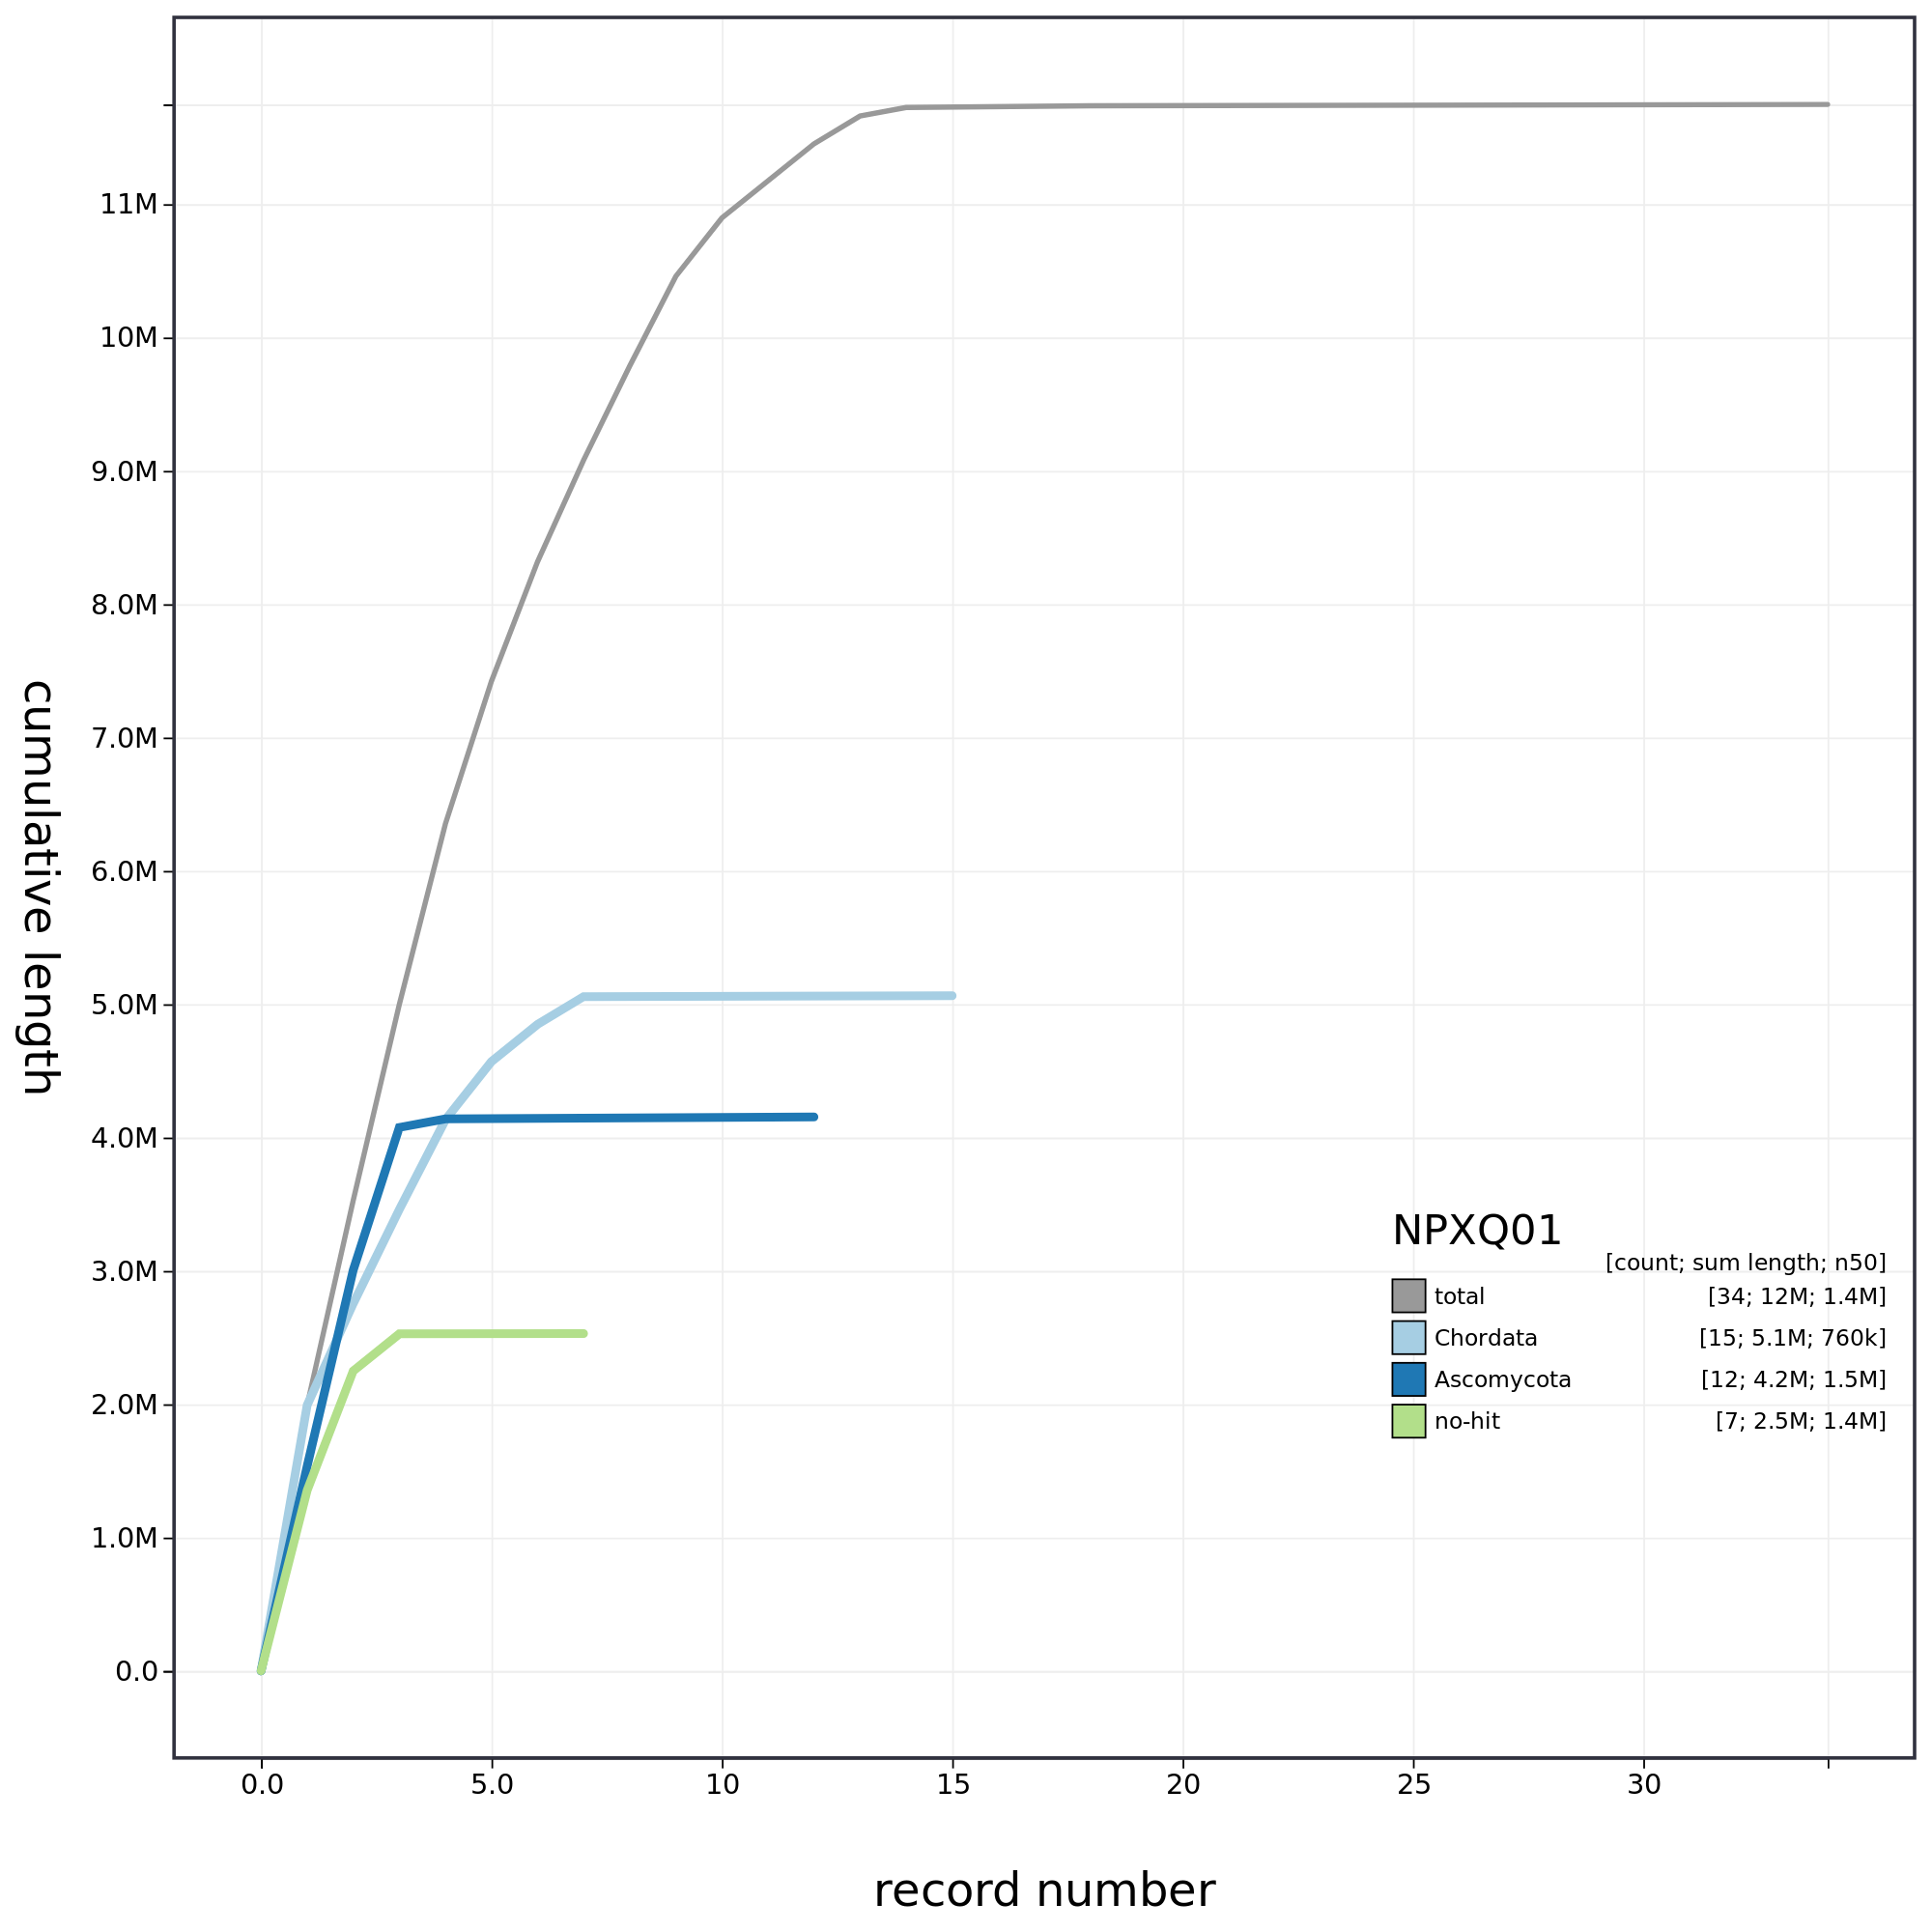 cumulative length
11M
10M
9.0M
8.0M
7.0M
6.0M
5.0M
4.0M
3.0M
2.0M
1.0M
0.0
NPXQ01
[count; sum length; n50]
total [34; 12M; 1.4M]
Chordata [15; 5.1M; 760k]
Ascomycota [12; 4.2M; 1.5M]
no-hit [7; 2.5M; 1.4M]
0.0 5.0 10 15 20 25 30
record number